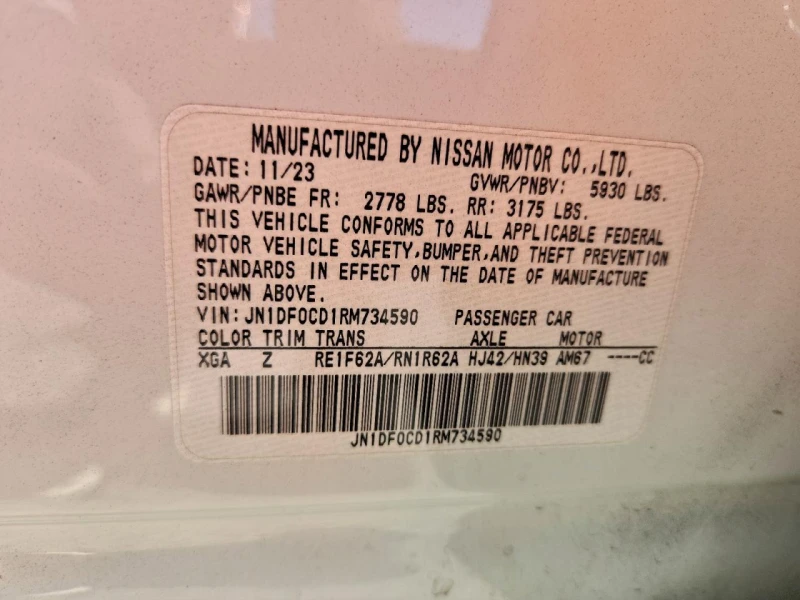 MANUFACTURED BY NISSAN MOTOR CO.,LTD.
DATE: 11/23 GVWR/PNBV: 5930 LBS.
GAWR/PNBE FR: 2778 LBS. RR: 3175 LBS.
THIS VEHICLE CONFORMS TO ALL APPLICABLE FEDERAL
MOTOR VEHICLE SAFETY,BUMPER,AND THEFT PREVENTION
STANDARDS IN EFFECT ON THE DATE OF MANUFACTURE
SHOWN ABOVE.
VIN:JN1DF0CD1RM734590 PASSENGER CAR
COLOR TRIM TRANS AXLE MOTOR
XGA Z RE1F62A/RN1R62A HJ42/HN39 AM67 ----CC
JN1DF0CD1RM734590